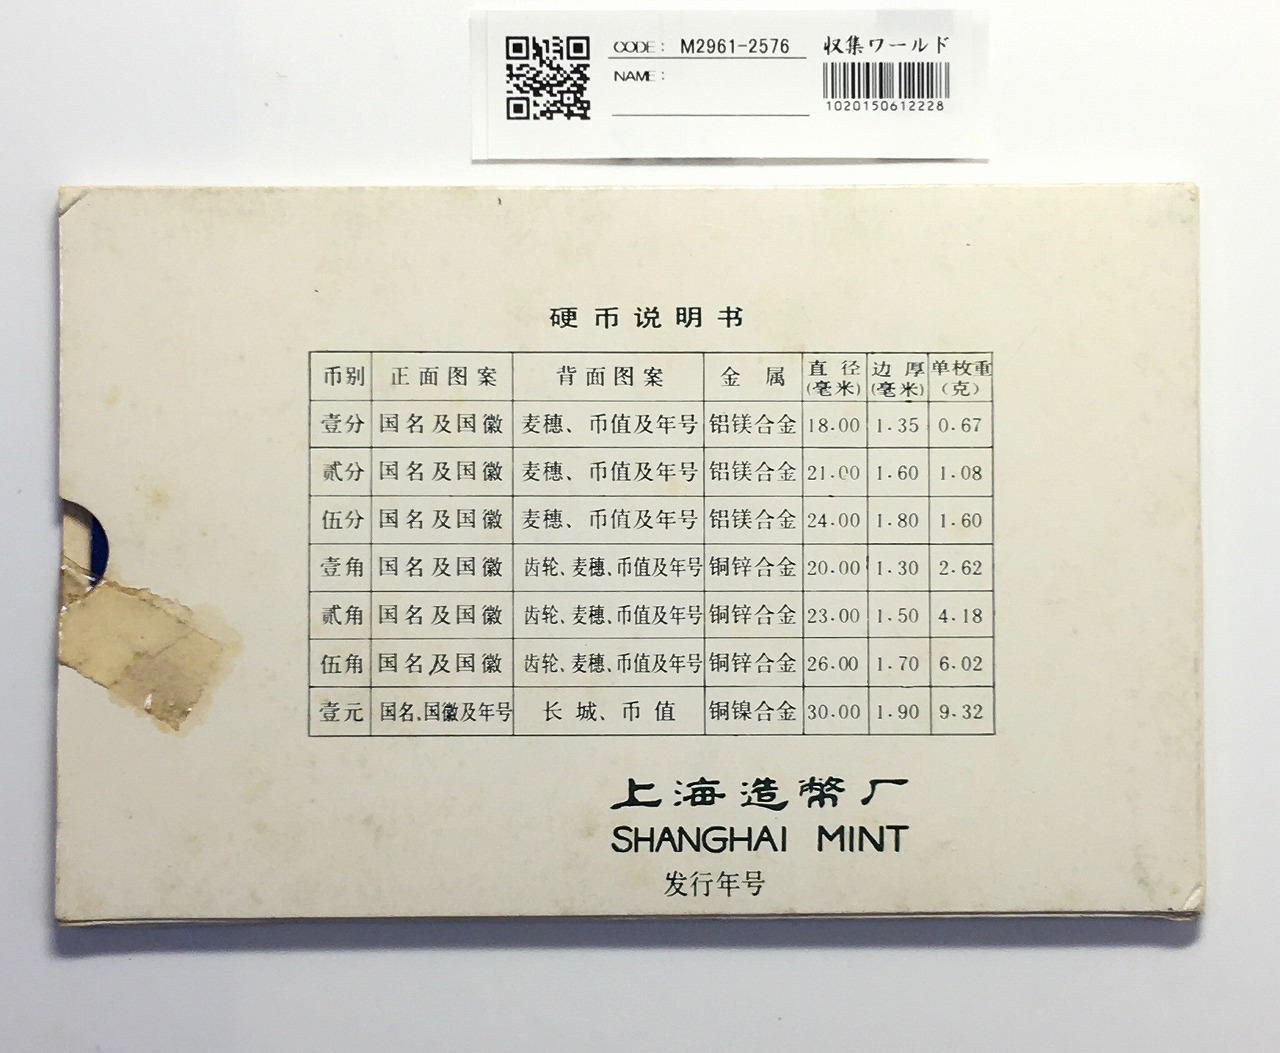 CODE: M2961-2576
収集ワールド
NAME:
1020150612228
硬币说明书
币别 正面图案 背面图案 金属 直径(毫米) 边厚(毫米) 单枚重(克)
壹分 国名及国徽 麦穗、币值及年号 铝镁合金 18.00 1.35 0.67
贰分 国名及国徽 麦穗、币值及年号 铝镁合金 21.00 1.60 1.08
伍分 国名及国徽 麦穗、币值及年号 铝镁合金 24.00 1.80 1.60
壹角 国名及国徽 齿轮、麦穗、币值及年号 铜锌合金 20.00 1.30 2.62
贰角 国名及国徽 齿轮、麦穗、币值及年号 铜锌合金 23.00 1.50 4.18
伍角 国名及国徽 齿轮、麦穗、币值及年号 铜锌合金 26.00 1.70 6.02
壹元 国名、国徽及年号 长城、币值 铜镍合金 30.00 1.90 9.32
上海造幣厂
SHANGHAI MINT
发行年号